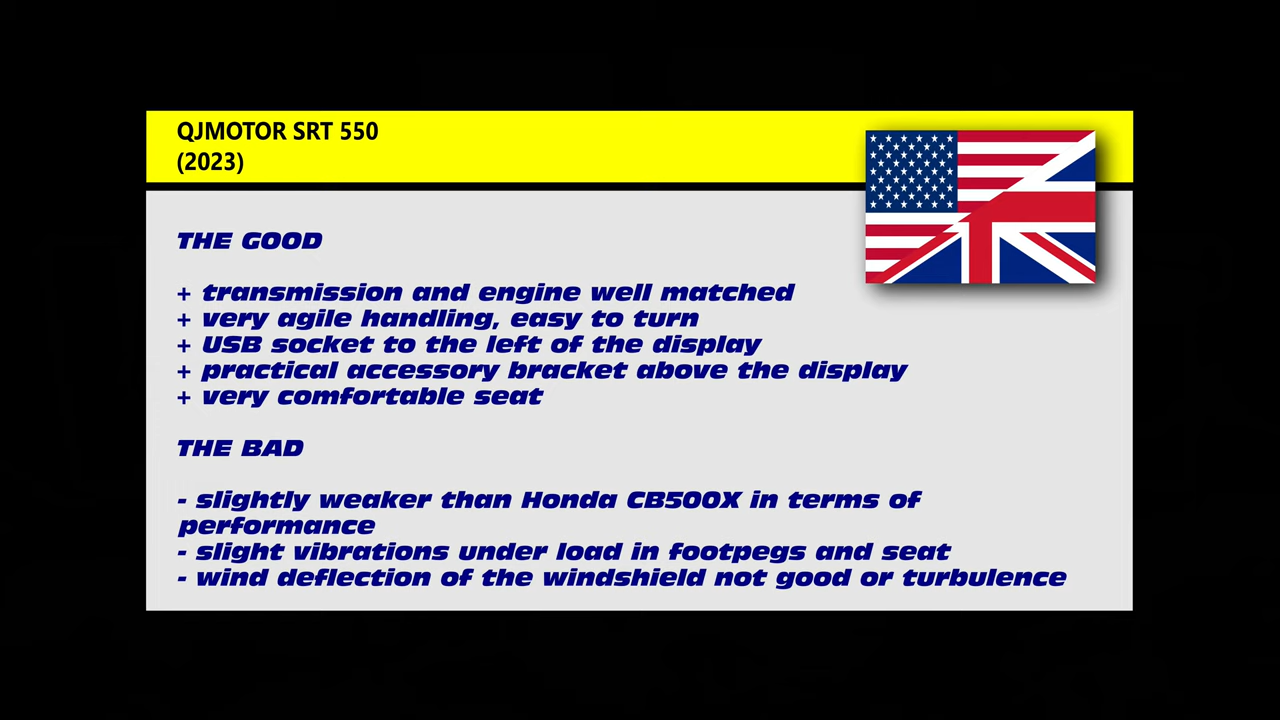 QJMOTOR SRT 550
(2023)
THE GOOD
+ transmission and engine well matched
+ very agile handling, easy to turn
+ USB socket to the left of the display
+ practical accessory bracket above the display
+ very comfortable seat
THE BAD
- slightly weaker than Honda CB500X in terms of
performance
- slight vibrations under load in footpegs and seat
- wind deflection of the windshield not good or turbulence